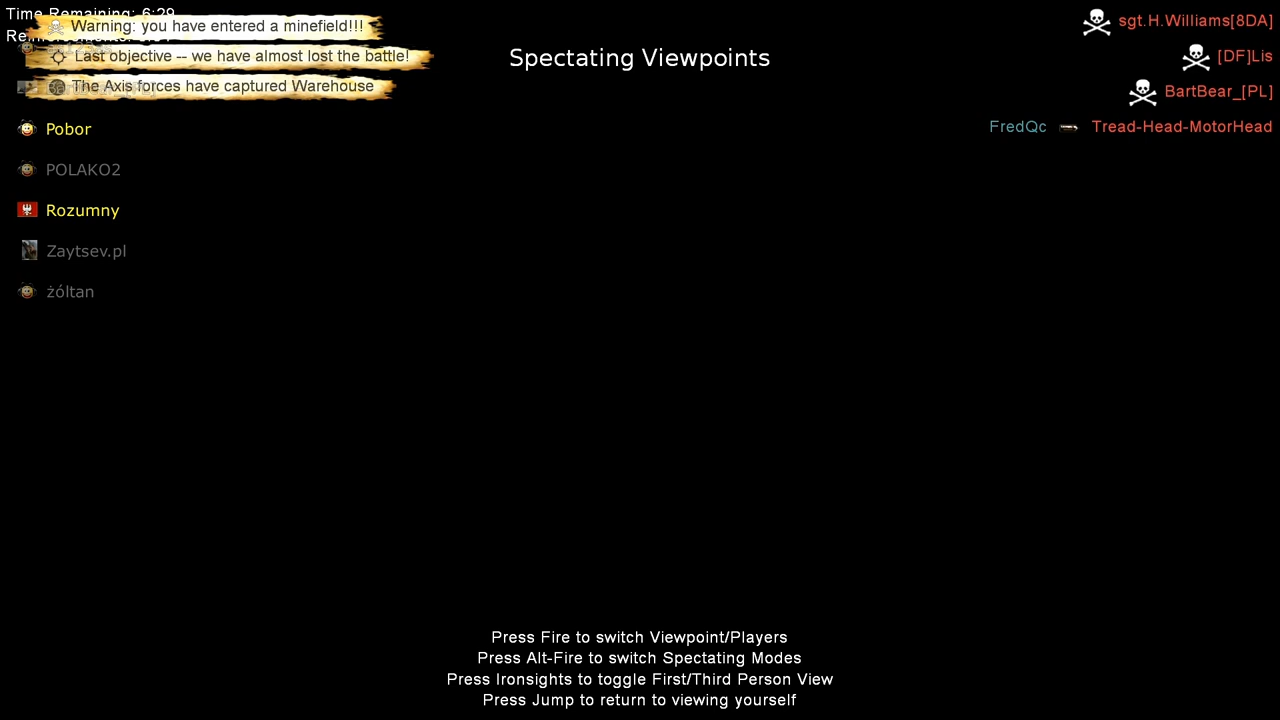 Time Remaining: 6:29
Warning: you have entered a minefield!!!
Last objective -- we have almost lost the battle!
The Axis forces have captured Warehouse
Pobor
POLAKO2
Rozumny
Zaytsev.pl
żóltan
Spectating Viewpoints
sgt.H.Williams[8DA]
[DF]Lis
BartBear_[PL]
FredQc Tread-Head-MotorHead
Press Fire to switch Viewpoint/Players
Press Alt-Fire to switch Spectating Modes
Press Ironsights to toggle First/Third Person View
Press Jump to return to viewing yourself